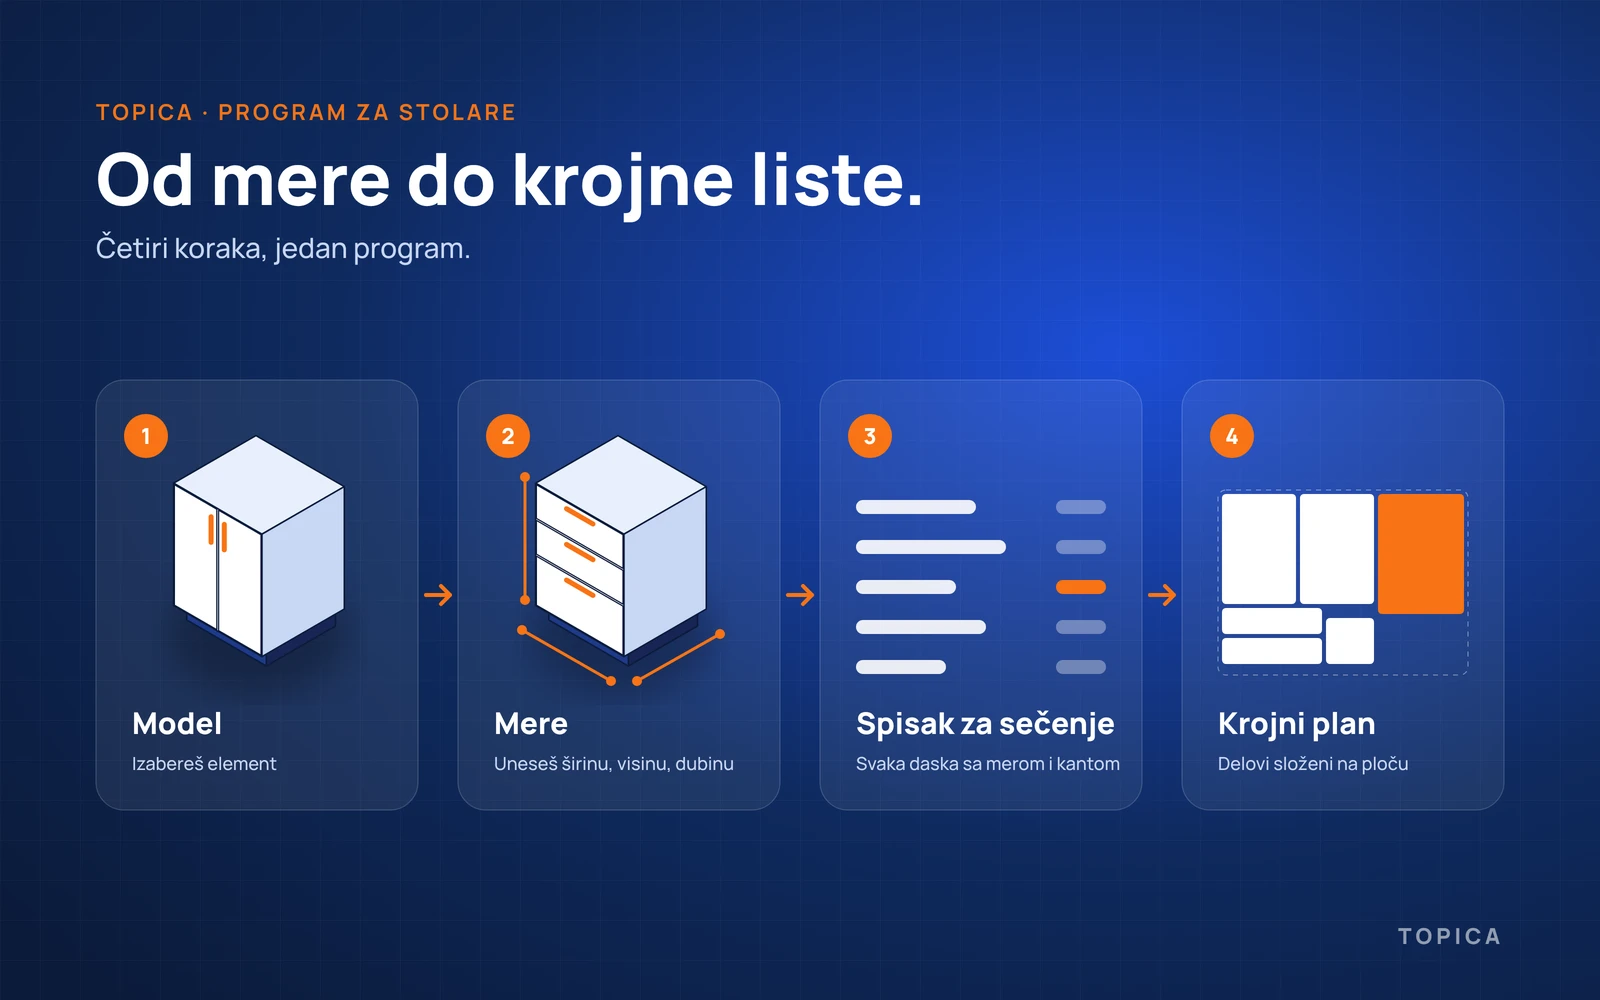 TOPICA · PROGRAM ZA STOLARE
Od mere do krojne liste.
Četiri koraka, jedan program.
1
Model
Izabereš element
2
Mere
Uneseš širinu, visinu, dubinu
3
Spisak za sečenje
Svaka daska sa merom i kantom
4
Krojni plan
Delovi složeni na ploču
TOPICA